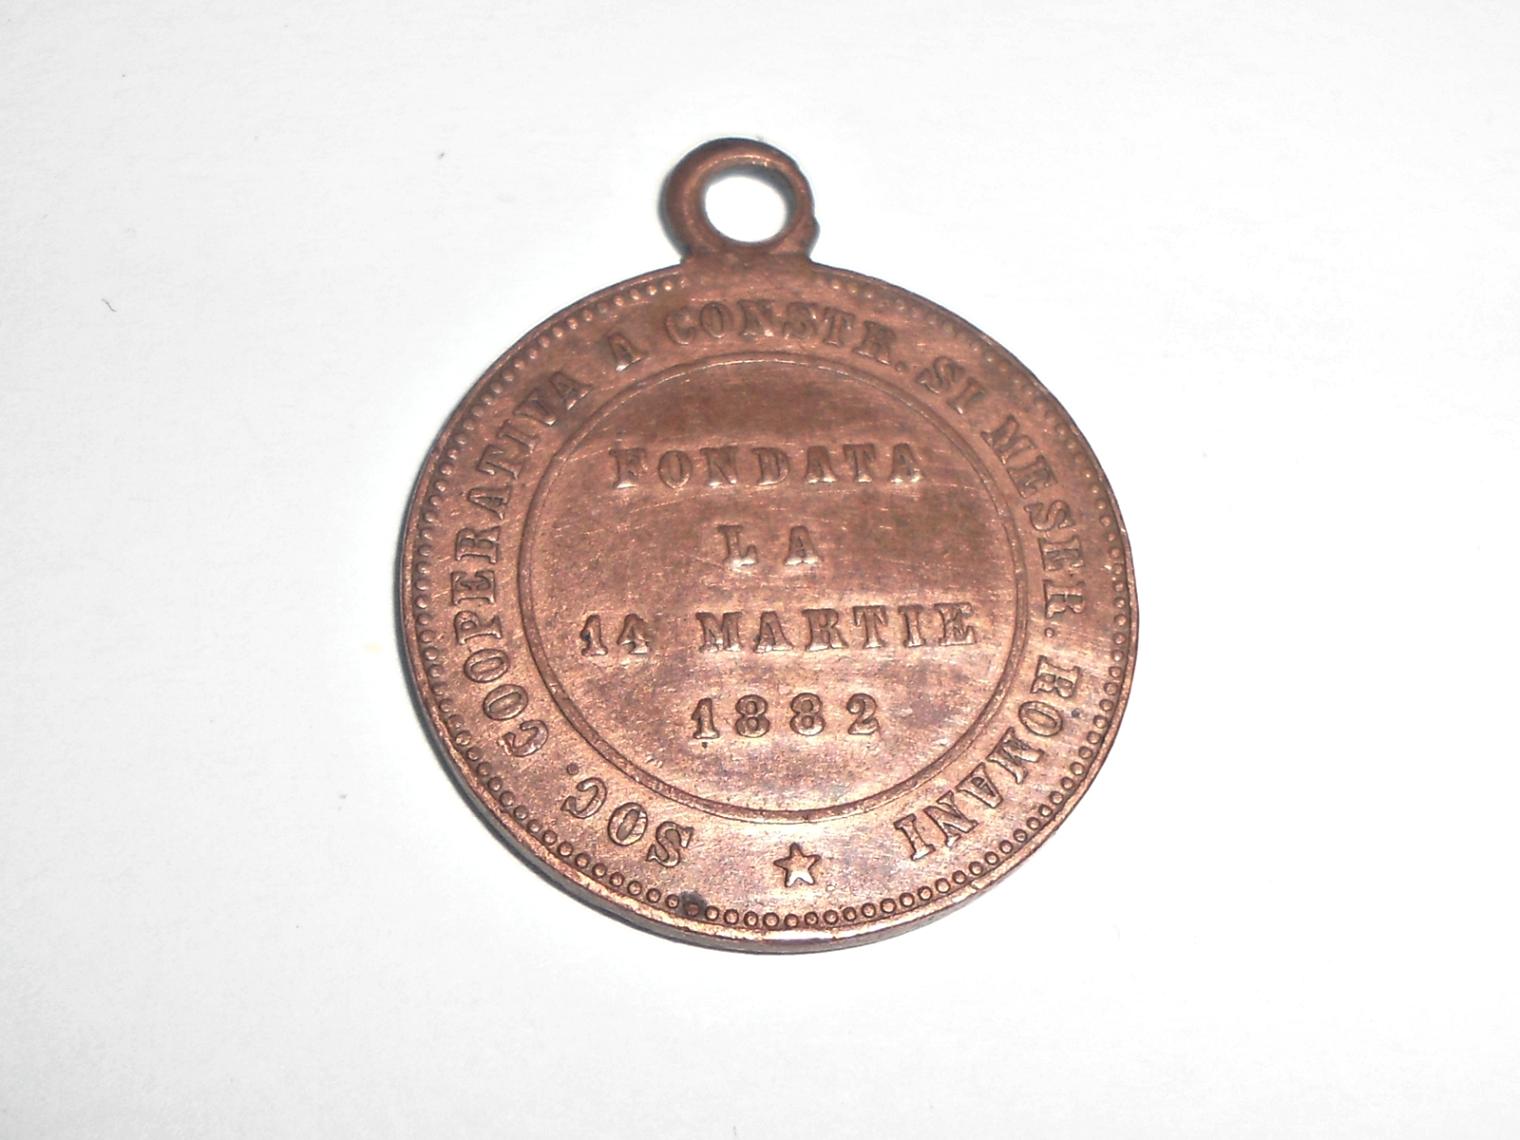 SOC. COOPERATIVA A CONSTR. SI MESER. ROMANI
FONDATA
LA
14 MARTIE
1882